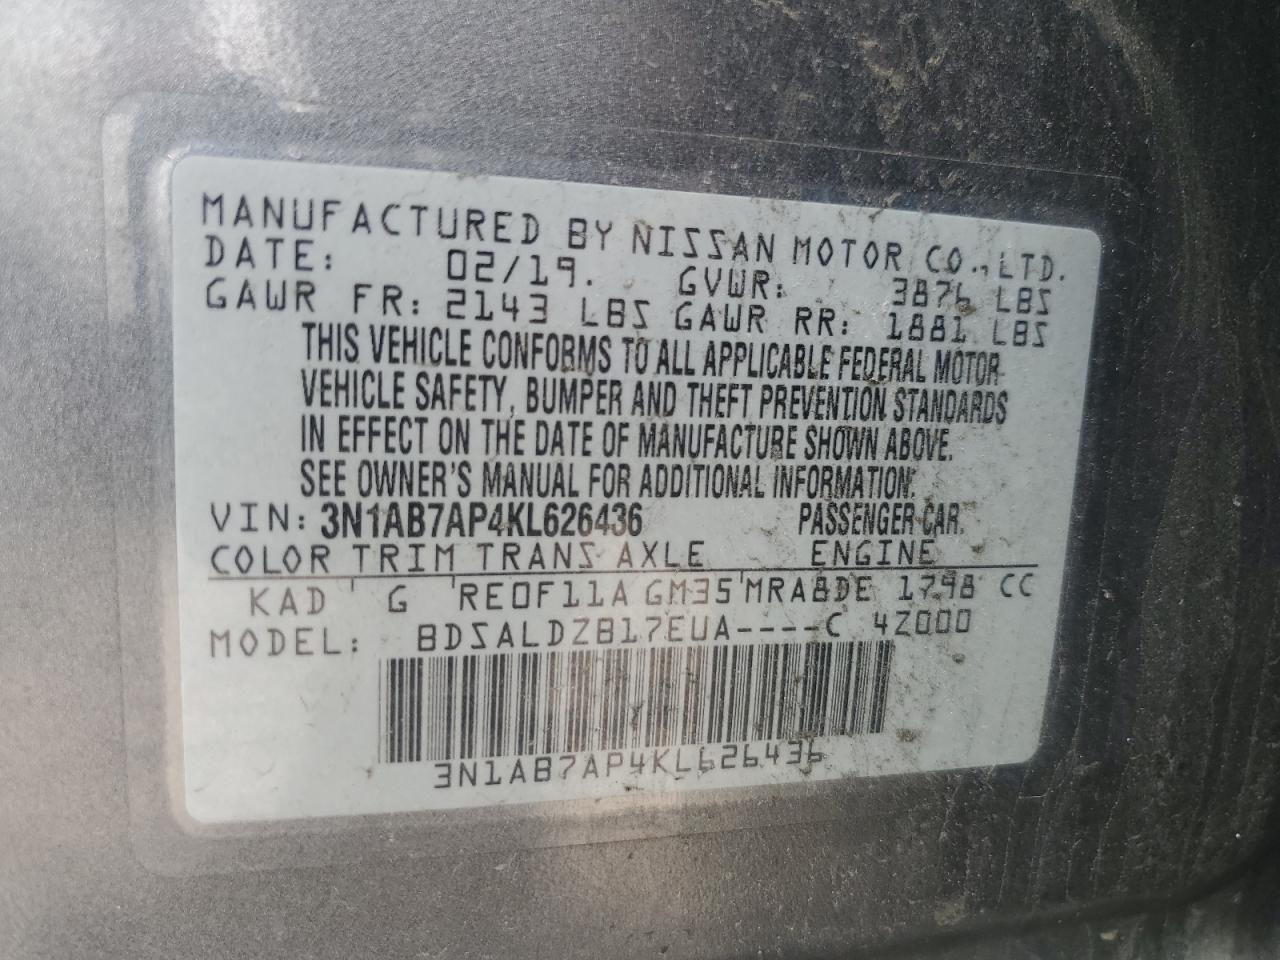 MANUFACTURED BY NISSAN MOTOR CO., LTD.
DATE: 02/19. GVWR: 3876 LBS
GAWR FR: 2143 LBS GAWR RR: 1881 LBS
THIS VEHICLE CONFORMS TO ALL APPLICABLE FEDERAL MOTOR
VEHICLE SAFETY, BUMPER AND THEFT PREVENTION STANDARDS
IN EFFECT ON THE DATE OF MANUFACTURE SHOWN ABOVE.
SEE OWNER'S MANUAL FOR ADDITIONAL INFORMATION.
VIN: 3N1AB7AP4KL626436 PASSENGER CAR.
COLOR TRIM TRANS AXLE ENGINE
KAD ' G ' RE0F11A GM35 ' MRA8DE 1798 CC
MODEL: BDSALDZB17EUA----C 4Z000
3N1AB7AP4KL626436